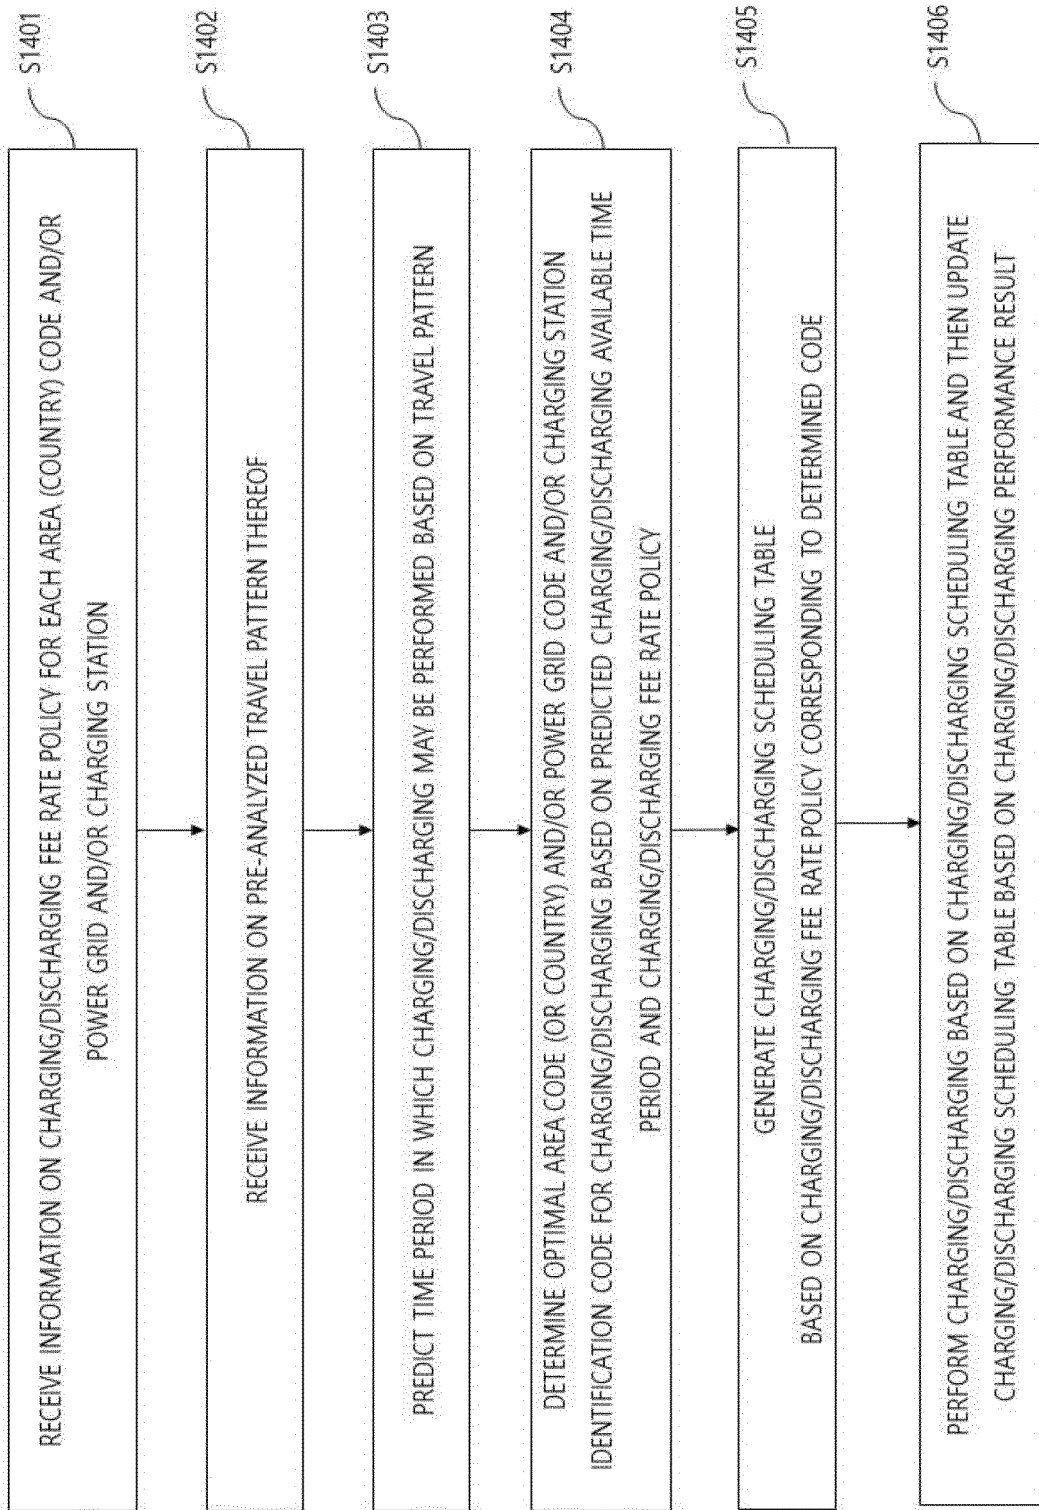 RECEIVE INFORMATION ON CHARGING/DISCHARGING FEE RATE POLICY FOR EACH AREA (COUNTRY) CODE AND/OR
POWER GRID AND/OR CHARGING STATION
S1401
RECEIVE INFORMATION ON PRE-ANALYZED TRAVEL PATTERN THEREOF
S1402
PREDICT TIME PERIOD IN WHICH CHARGING/DISCHARGING MAY BE PERFORMED BASED ON TRAVEL PATTERN
S1403
DETERMINE OPTIMAL AREA CODE (OR COUNTRY) AND/OR POWER GRID CODE AND/OR CHARGING STATION
IDENTIFICATION CODE FOR CHARGING/DISCHARGING BASED ON PREDICTED CHARGING/DISCHARGING AVAILABLE TIME
PERIOD AND CHARGING/DISCHARGING FEE RATE POLICY
S1404
GENERATE CHARGING/DISCHARGING SCHEDULING TABLE
BASED ON CHARGING/DISCHARGING FEE RATE POLICY CORRESPONDING TO DETERMINED CODE
S1405
PERFORM CHARGING/DISCHARGING BASED ON CHARGING/DISCHARGING SCHEDULING TABLE AND THEN UPDATE
CHARGING/DISCHARGING SCHEDULING TABLE BASED ON CHARGING/DISCHARGING PERFORMANCE RESULT
S1406